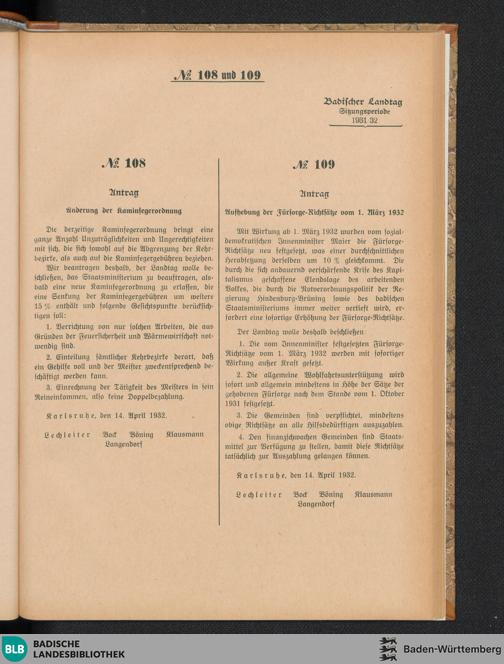 № 108 und 109
Badischer Landtag
Sitzungsperiode
1931/32
№ 108
Antrag
Änderung der Kaminfegerordnung
Die derzeitige Kaminfegerordnung bringt eine
ganze Anzahl Unzuträglichkeiten und Ungerechtigkeiten
mit sich, die sich sowohl auf die Abgrenzung der Kehr-
bezirke, als auch auf die Kaminfegergebühren beziehen.
Wir beantragen deshalb, der Landtag wolle be-
schließen, das Staatsministerium zu beauftragen, als-
bald eine neue Kaminfegerordnung zu erlassen, die
eine Senkung der Kaminfegergebühren um weitere
15 % enthält und folgende Gesichtspunkte berücksich-
tigen soll:
1. Verrichtung von nur solchen Arbeiten, die aus
Gründen der Feuersicherheit und Wärmewirtschaft not-
wendig sind.
2. Einteilung sämtlicher Kehrbezirke derart, daß
ein Gehilfe voll und der Meister zweckentsprechend be-
schäftigt werden kann.
3. Einrechnung der Tätigkeit des Meisters in sein
Reineinkommen, also keine Doppelbezahlung.
Karlsruhe, den 14. April 1932.
Lechleiter Bock Böning Klausmann
Langendorf
№ 109
Antrag
Aufhebung der Fürsorge-Richtsätze vom 1. März 1932
Mit Wirkung ab 1. März 1932 wurden vom sozial-
demokratischen Innenminister Maier die Fürsorge-
Richtsätze neu festgesetzt, was einer durchschnittlichen
Herabsetzung derselben um 10 % gleichkommt. Die
durch die sich andauernd verschärfende Krise des Kapi-
talismus geschaffene Elendslage des arbeitenden
Volkes, die durch die Notverordnungspolitik der Re-
gierung Hindenburg-Brüning sowie des badischen
Staatsministeriums immer weiter vertieft wird, er-
fordert eine sofortige Erhöhung der Fürsorge-Richtsätze.
Der Landtag wolle deshalb beschließen:
1. Die vom Innenminister festgesetzten Fürsorge-
Richtsätze vom 1. März 1932 werden mit sofortiger
Wirkung außer Kraft gesetzt.
2. Die allgemeine Wohlfahrtsunterstützung wird
sofort und allgemein mindestens in Höhe der Sätze der
gehobenen Fürsorge nach dem Stande vom 1. Oktober
1931 festgesetzt.
3. Die Gemeinden sind verpflichtet, mindestens
obige Richtsätze an alle Hilfsbedürftigen auszuzahlen.
4. Den finanzschwachen Gemeinden sind Staats-
mittel zur Verfügung zu stellen, damit diese Richtsätze
tatsächlich zur Auszahlung gelangen können.
Karlsruhe, den 14. April 1932.
Lechleiter Bock Böning Klausmann
Langendorf
BLB
BADISCHE
LANDESBIBLIOTHEK
Baden-Württemberg